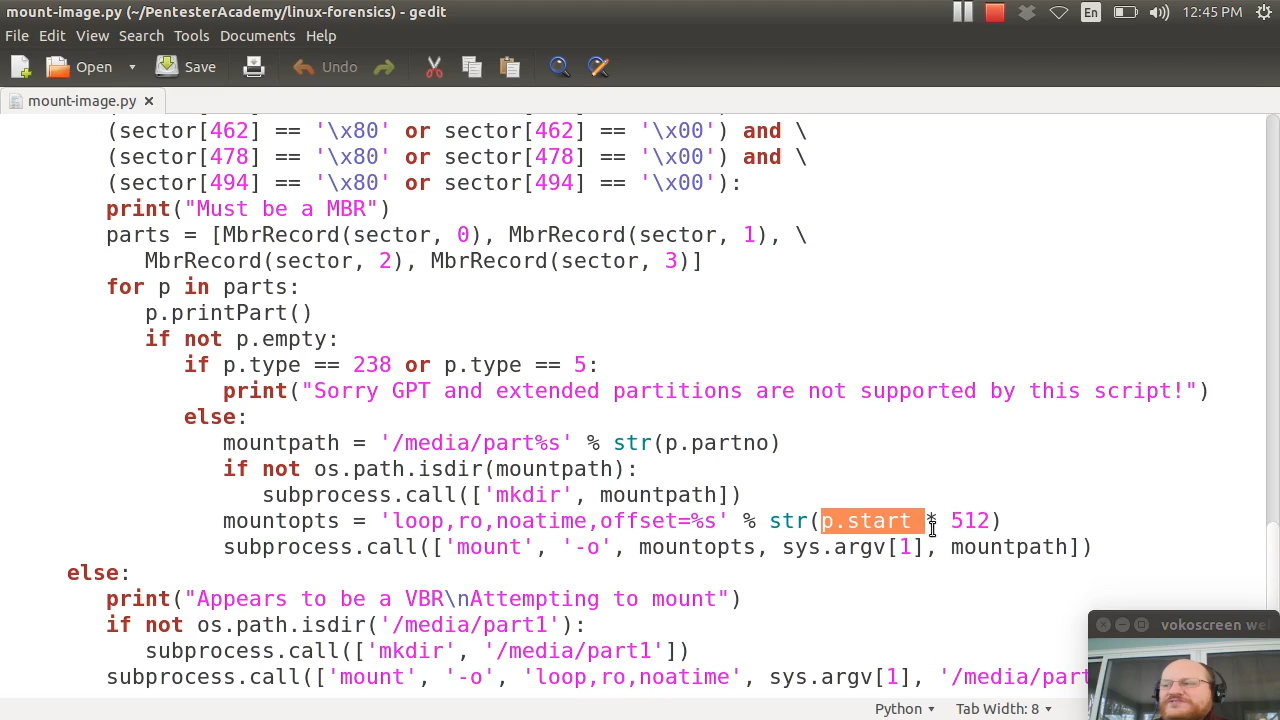 mount-image.py (~/PentesterAcademy/linux-forensics) - gedit
En
12:45 PM
File Edit View Search Tools Documents Help
Open
Save
Undo
mount-image.py ×
(sector[462] == '\x80' or sector[462] == '\x00') and \
(sector[478] == '\x80' or sector[478] == '\x00') and \
(sector[494] == '\x80' or sector[494] == '\x00'):
print("Must be a MBR")
parts = [MbrRecord(sector, 0), MbrRecord(sector, 1), \
MbrRecord(sector, 2), MbrRecord(sector, 3)]
for p in parts:
p.printPart()
if not p.empty:
if p.type == 238 or p.type == 5:
print("Sorry GPT and extended partitions are not supported by this script!")
else:
mountpath = '/media/part%s' % str(p.partno)
if not os.path.isdir(mountpath):
subprocess.call(['mkdir', mountpath])
mountopts = 'loop,ro,noatime,offset=%s' % str(p.start * 512)
subprocess.call(['mount', '-o', mountopts, sys.argv[1], mountpath])
else:
print("Appears to be a VBR\nAttempting to mount")
if not os.path.isdir('/media/part1'):
subprocess.call(['mkdir', '/media/part1'])
subprocess.call(['mount', '-o', 'loop,ro,noatime', sys.argv[1], '/media/part
vokoscreen we
Python
Tab Width: 8